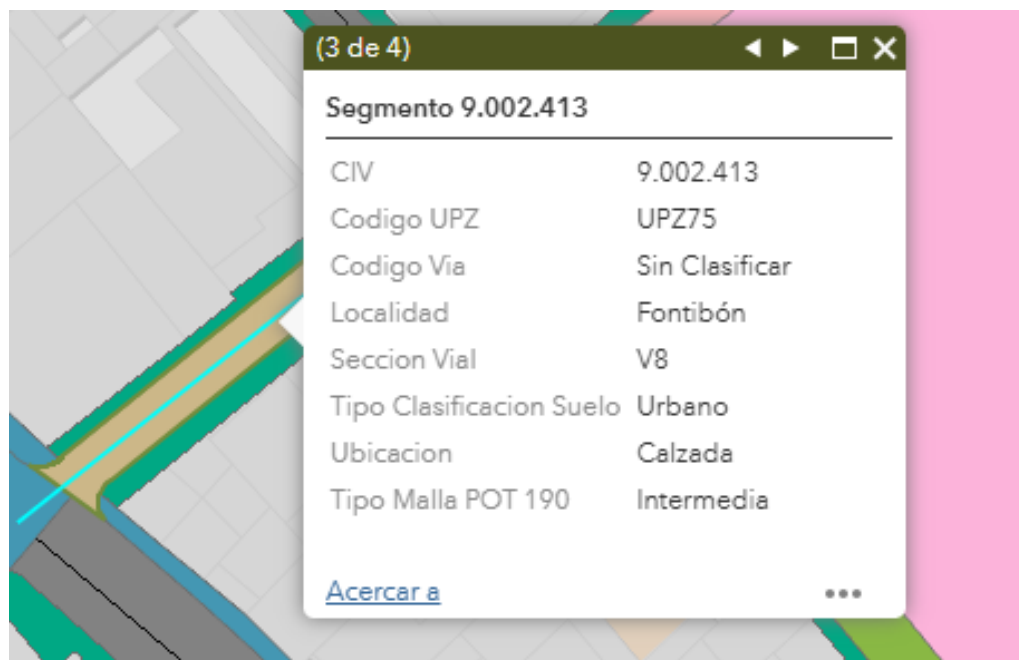 (3 de 4)
Segmento 9.002.413
CIV 9.002.413
Codigo UPZ UPZ75
Codigo Via Sin Clasificar
Localidad Fontibón
Seccion Vial V8
Tipo Clasificacion Suelo Urbano
Ubicacion Calzada
Tipo Malla POT 190 Intermedia
Acercar a